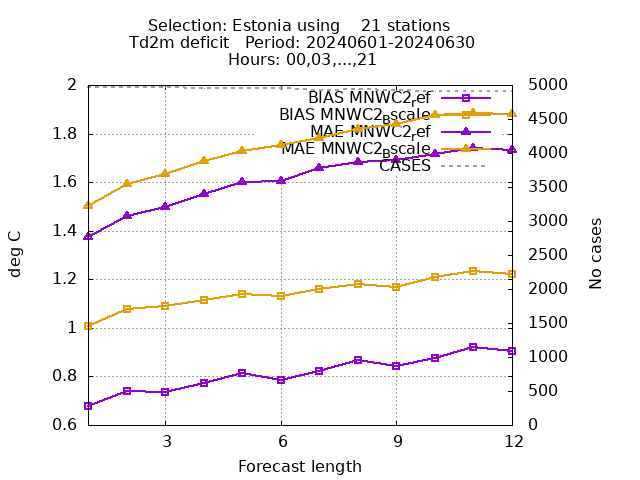 Selection: Estonia using    21 stations
Td2m deficit   Period: 20240601-20240630
Hours: 00,03,...,21
2
1.8
1.6
1.4
1.2
1
0.8
0.6
deg C
5000
4500
4000
3500
3000
2500
2000
1500
1000
500
0
No cases
BIAS MNWC2_ref
BIAS MNWC2_Bscale
MAE MNWC2_ref
MAE MNWC2_Bscale
CASES
3
6
9
12
Forecast length